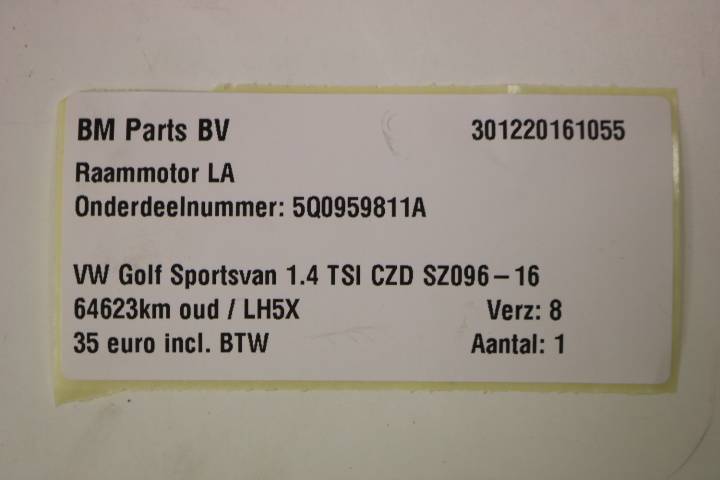 BM Parts BV 301220161055
Raammotor LA
Onderdeelnummer: 5Q0959811A
VW Golf Sportsvan 1.4 TSI CZD SZ096-16
64623km oud / LH5X Verz: 8
35 euro incl. BTW Aantal: 1